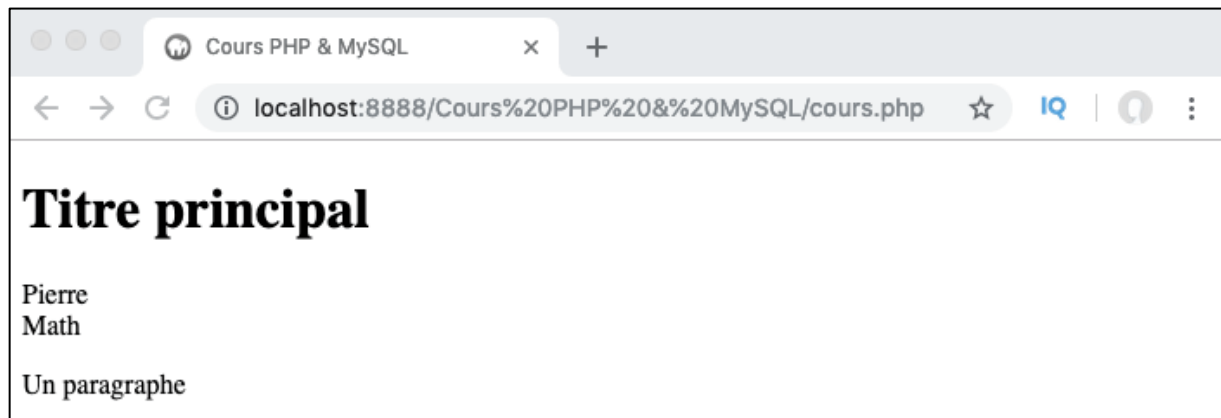 Cours PHP & MySQL
localhost:8888/Cours%20PHP%20&%20MySQL/cours.php
IQ
Titre principal
Pierre
Math
Un paragraphe